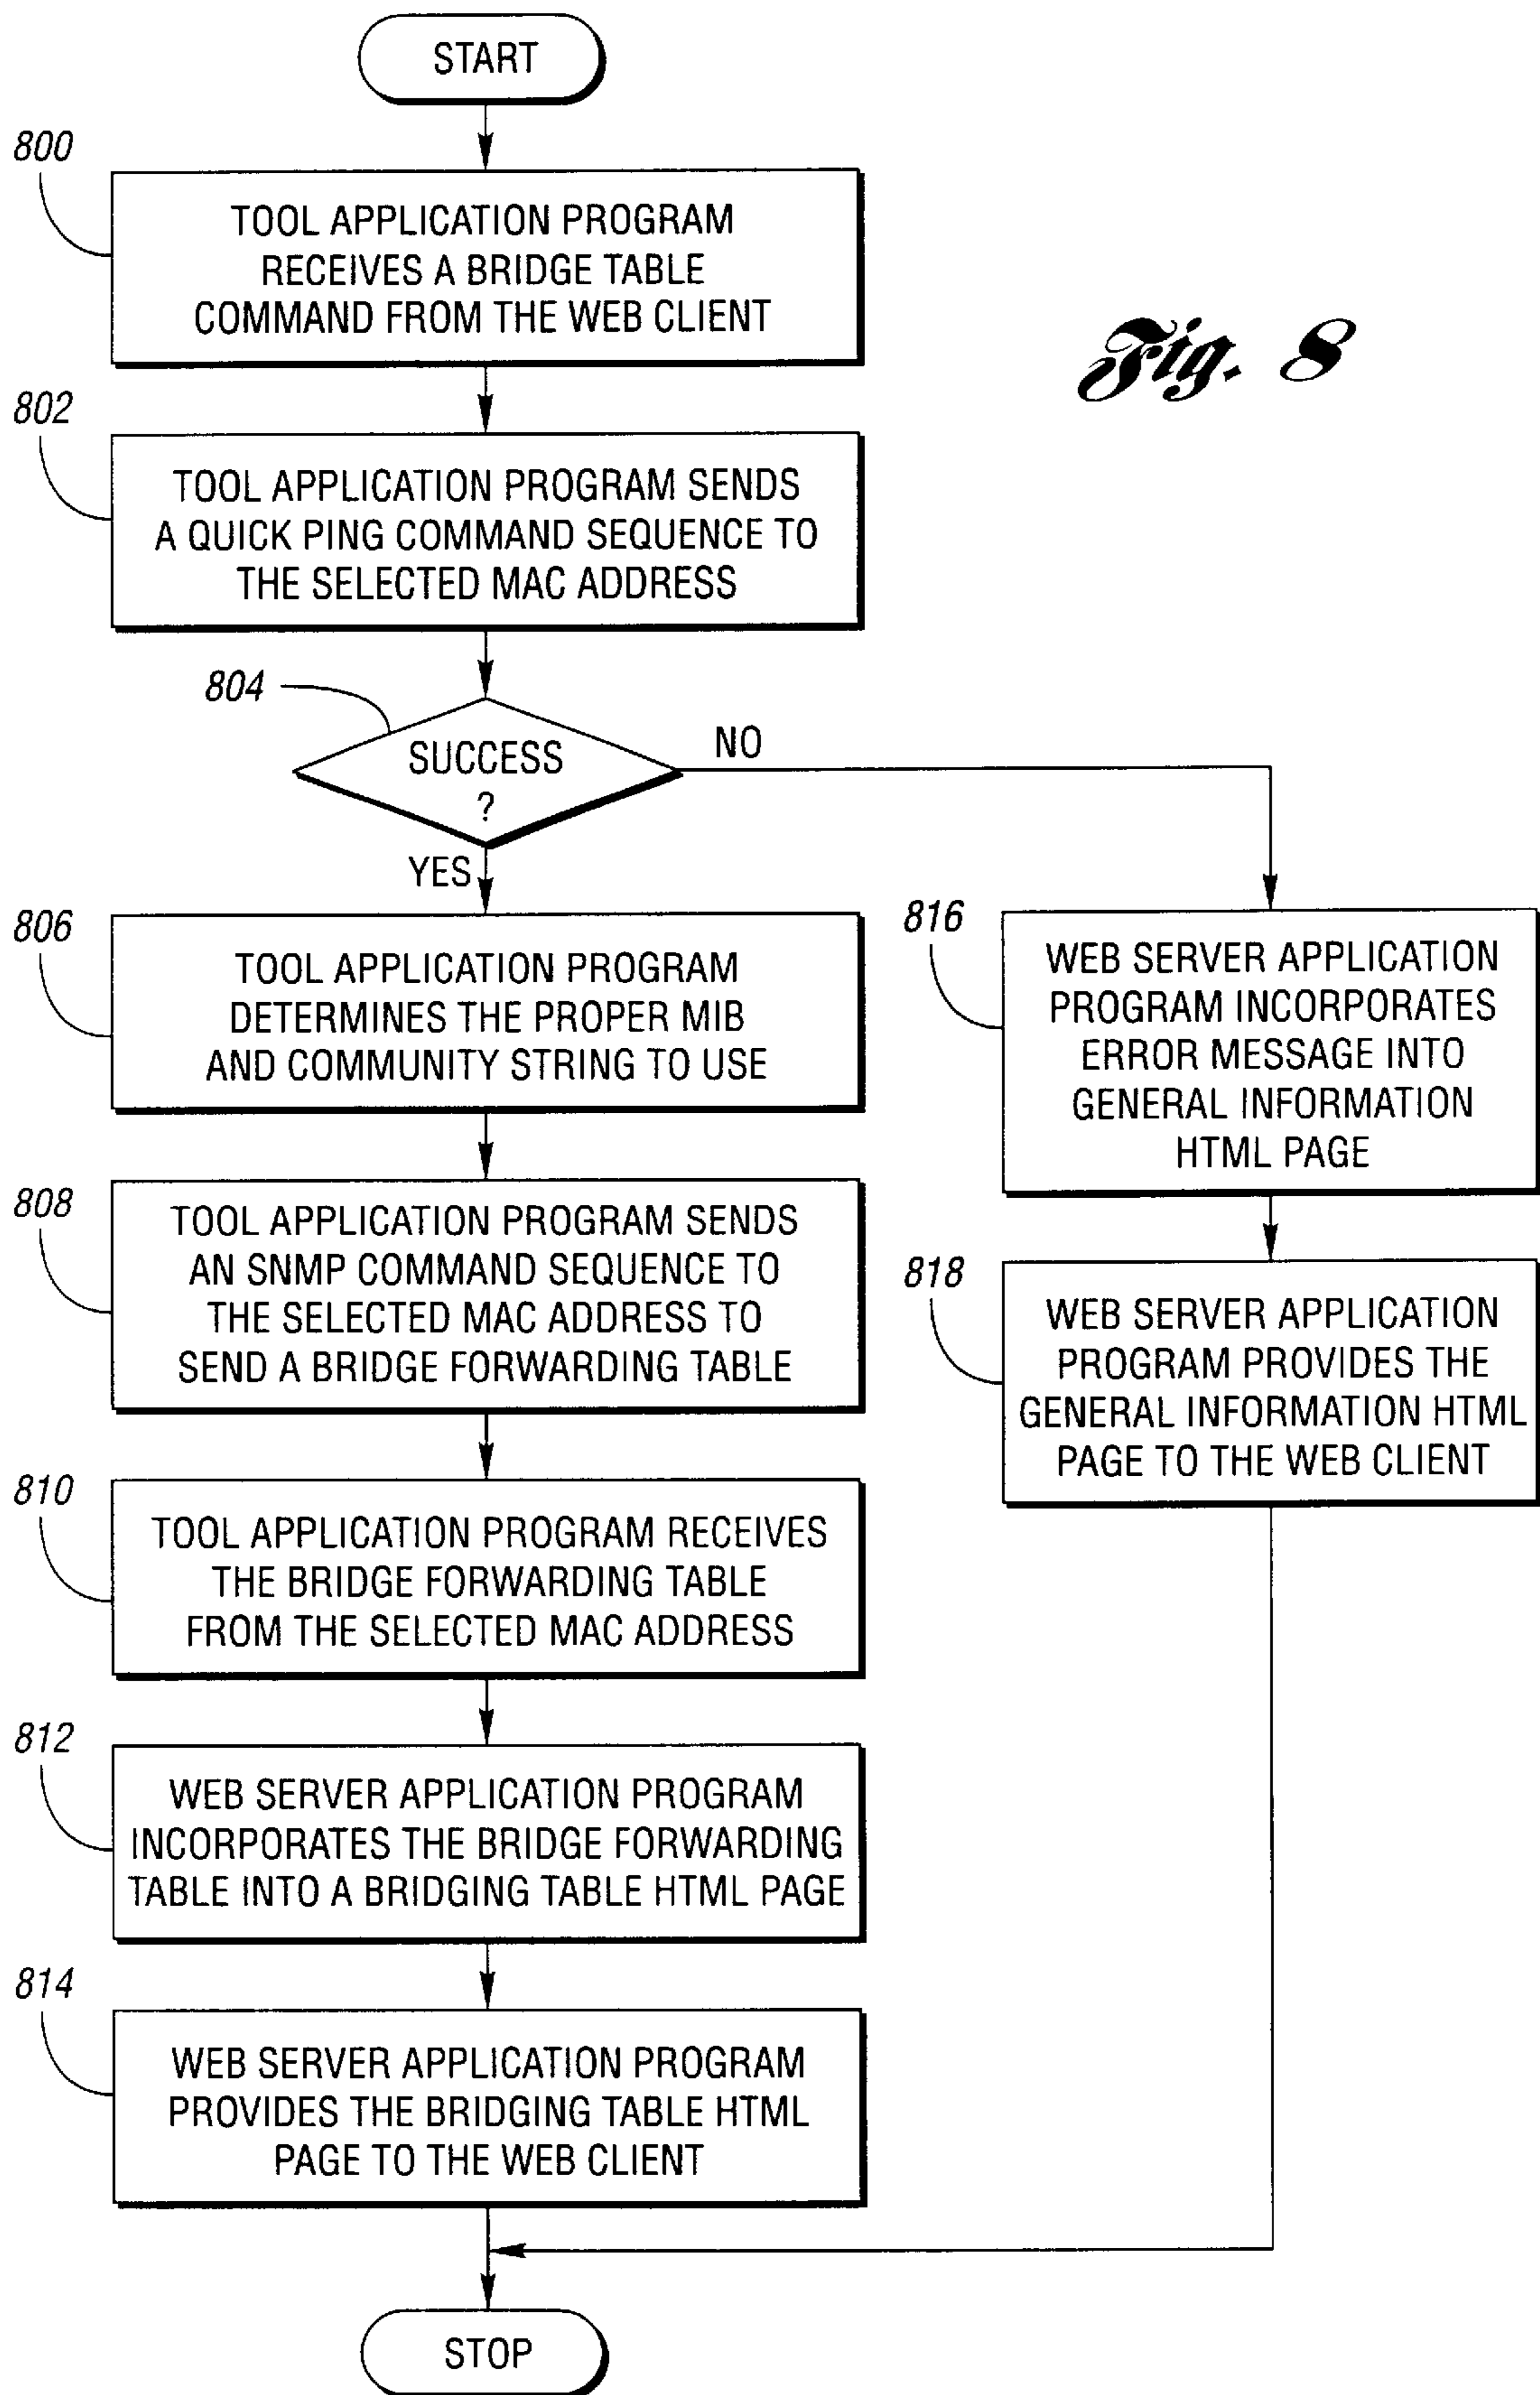 START
800
TOOL APPLICATION PROGRAM
RECEIVES A BRIDGE TABLE
COMMAND FROM THE WEB CLIENT
Fig. 8
802
TOOL APPLICATION PROGRAM SENDS
A QUICK PING COMMAND SEQUENCE TO
THE SELECTED MAC ADDRESS
804
SUCCESS
?
NO
YES
806
TOOL APPLICATION PROGRAM
DETERMINES THE PROPER MIB
AND COMMUNITY STRING TO USE
808
TOOL APPLICATION PROGRAM SENDS
AN SNMP COMMAND SEQUENCE TO
THE SELECTED MAC ADDRESS TO
SEND A BRIDGE FORWARDING TABLE
810
TOOL APPLICATION PROGRAM RECEIVES
THE BRIDGE FORWARDING TABLE
FROM THE SELECTED MAC ADDRESS
812
WEB SERVER APPLICATION PROGRAM
INCORPORATES THE BRIDGE FORWARDING
TABLE INTO A BRIDGING TABLE HTML PAGE
814
WEB SERVER APPLICATION PROGRAM
PROVIDES THE BRIDGING TABLE HTML
PAGE TO THE WEB CLIENT
816
WEB SERVER APPLICATION
PROGRAM INCORPORATES
ERROR MESSAGE INTO
GENERAL INFORMATION
HTML PAGE
818
WEB SERVER APPLICATION
PROGRAM PROVIDES THE
GENERAL INFORMATION HTML
PAGE TO THE WEB CLIENT
STOP